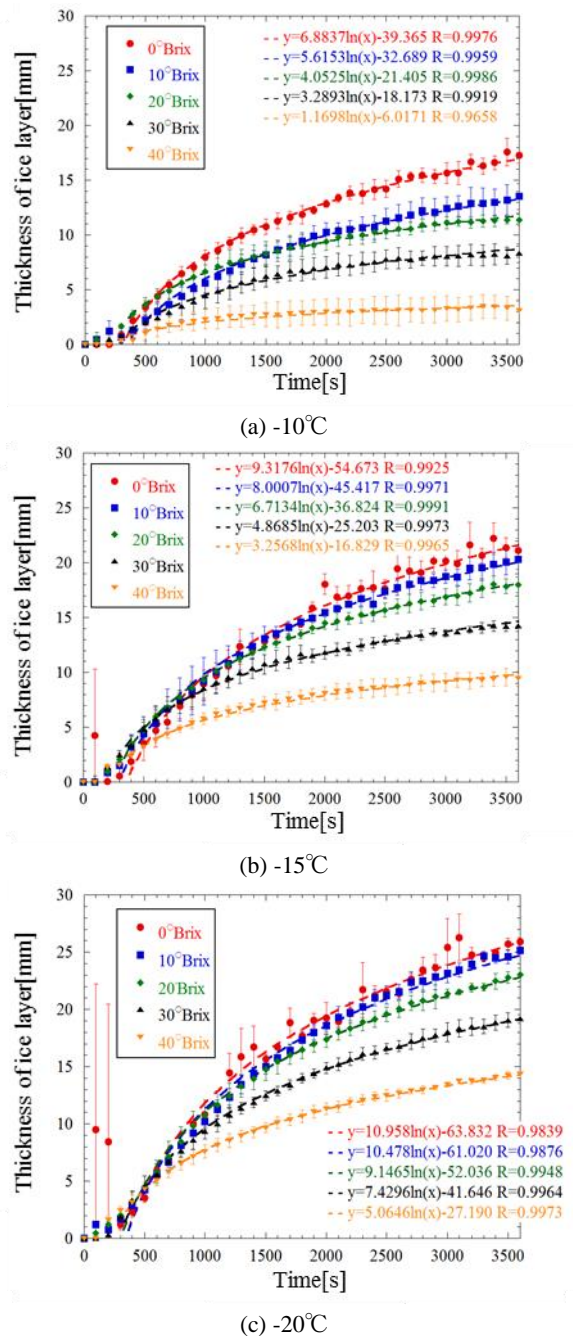 30
25
20
15
10
5
0
Thickness of ice layer[mm]
0°Brix
10°Brix
20°Brix
30°Brix
40°Brix
y=6.8837ln(x)-39.365 R=0.9976
y=5.6153ln(x)-32.689 R=0.9959
y=4.0525ln(x)-21.405 R=0.9986
y=3.2893ln(x)-18.173 R=0.9919
y=1.1698ln(x)-6.0171 R=0.9658
0 500 1000 1500 2000 2500 3000 3500
Time[s]
(a) -10℃
30
25
20
15
10
5
0
Thickness of ice layer[mm]
0°Brix
10°Brix
20°Brix
30°Brix
40°Brix
y=9.3176ln(x)-54.673 R=0.9925
y=8.0007ln(x)-45.417 R=0.9971
y=6.7134ln(x)-36.824 R=0.9991
y=4.8685ln(x)-25.203 R=0.9973
y=3.2568ln(x)-16.829 R=0.9965
0 500 1000 1500 2000 2500 3000 3500
Time[s]
(b) -15℃
30
25
20
15
10
5
0
Thickness of ice layer[mm]
0°Brix
10°Brix
20°Brix
30°Brix
40°Brix
y=10.958ln(x)-63.832 R=0.9839
y=10.478ln(x)-61.020 R=0.9876
y=9.1465ln(x)-52.036 R=0.9948
y=7.4296ln(x)-41.646 R=0.9964
y=5.0646ln(x)-27.190 R=0.9973
0 500 1000 1500 2000 2500 3000 3500
Time[s]
(c) -20℃